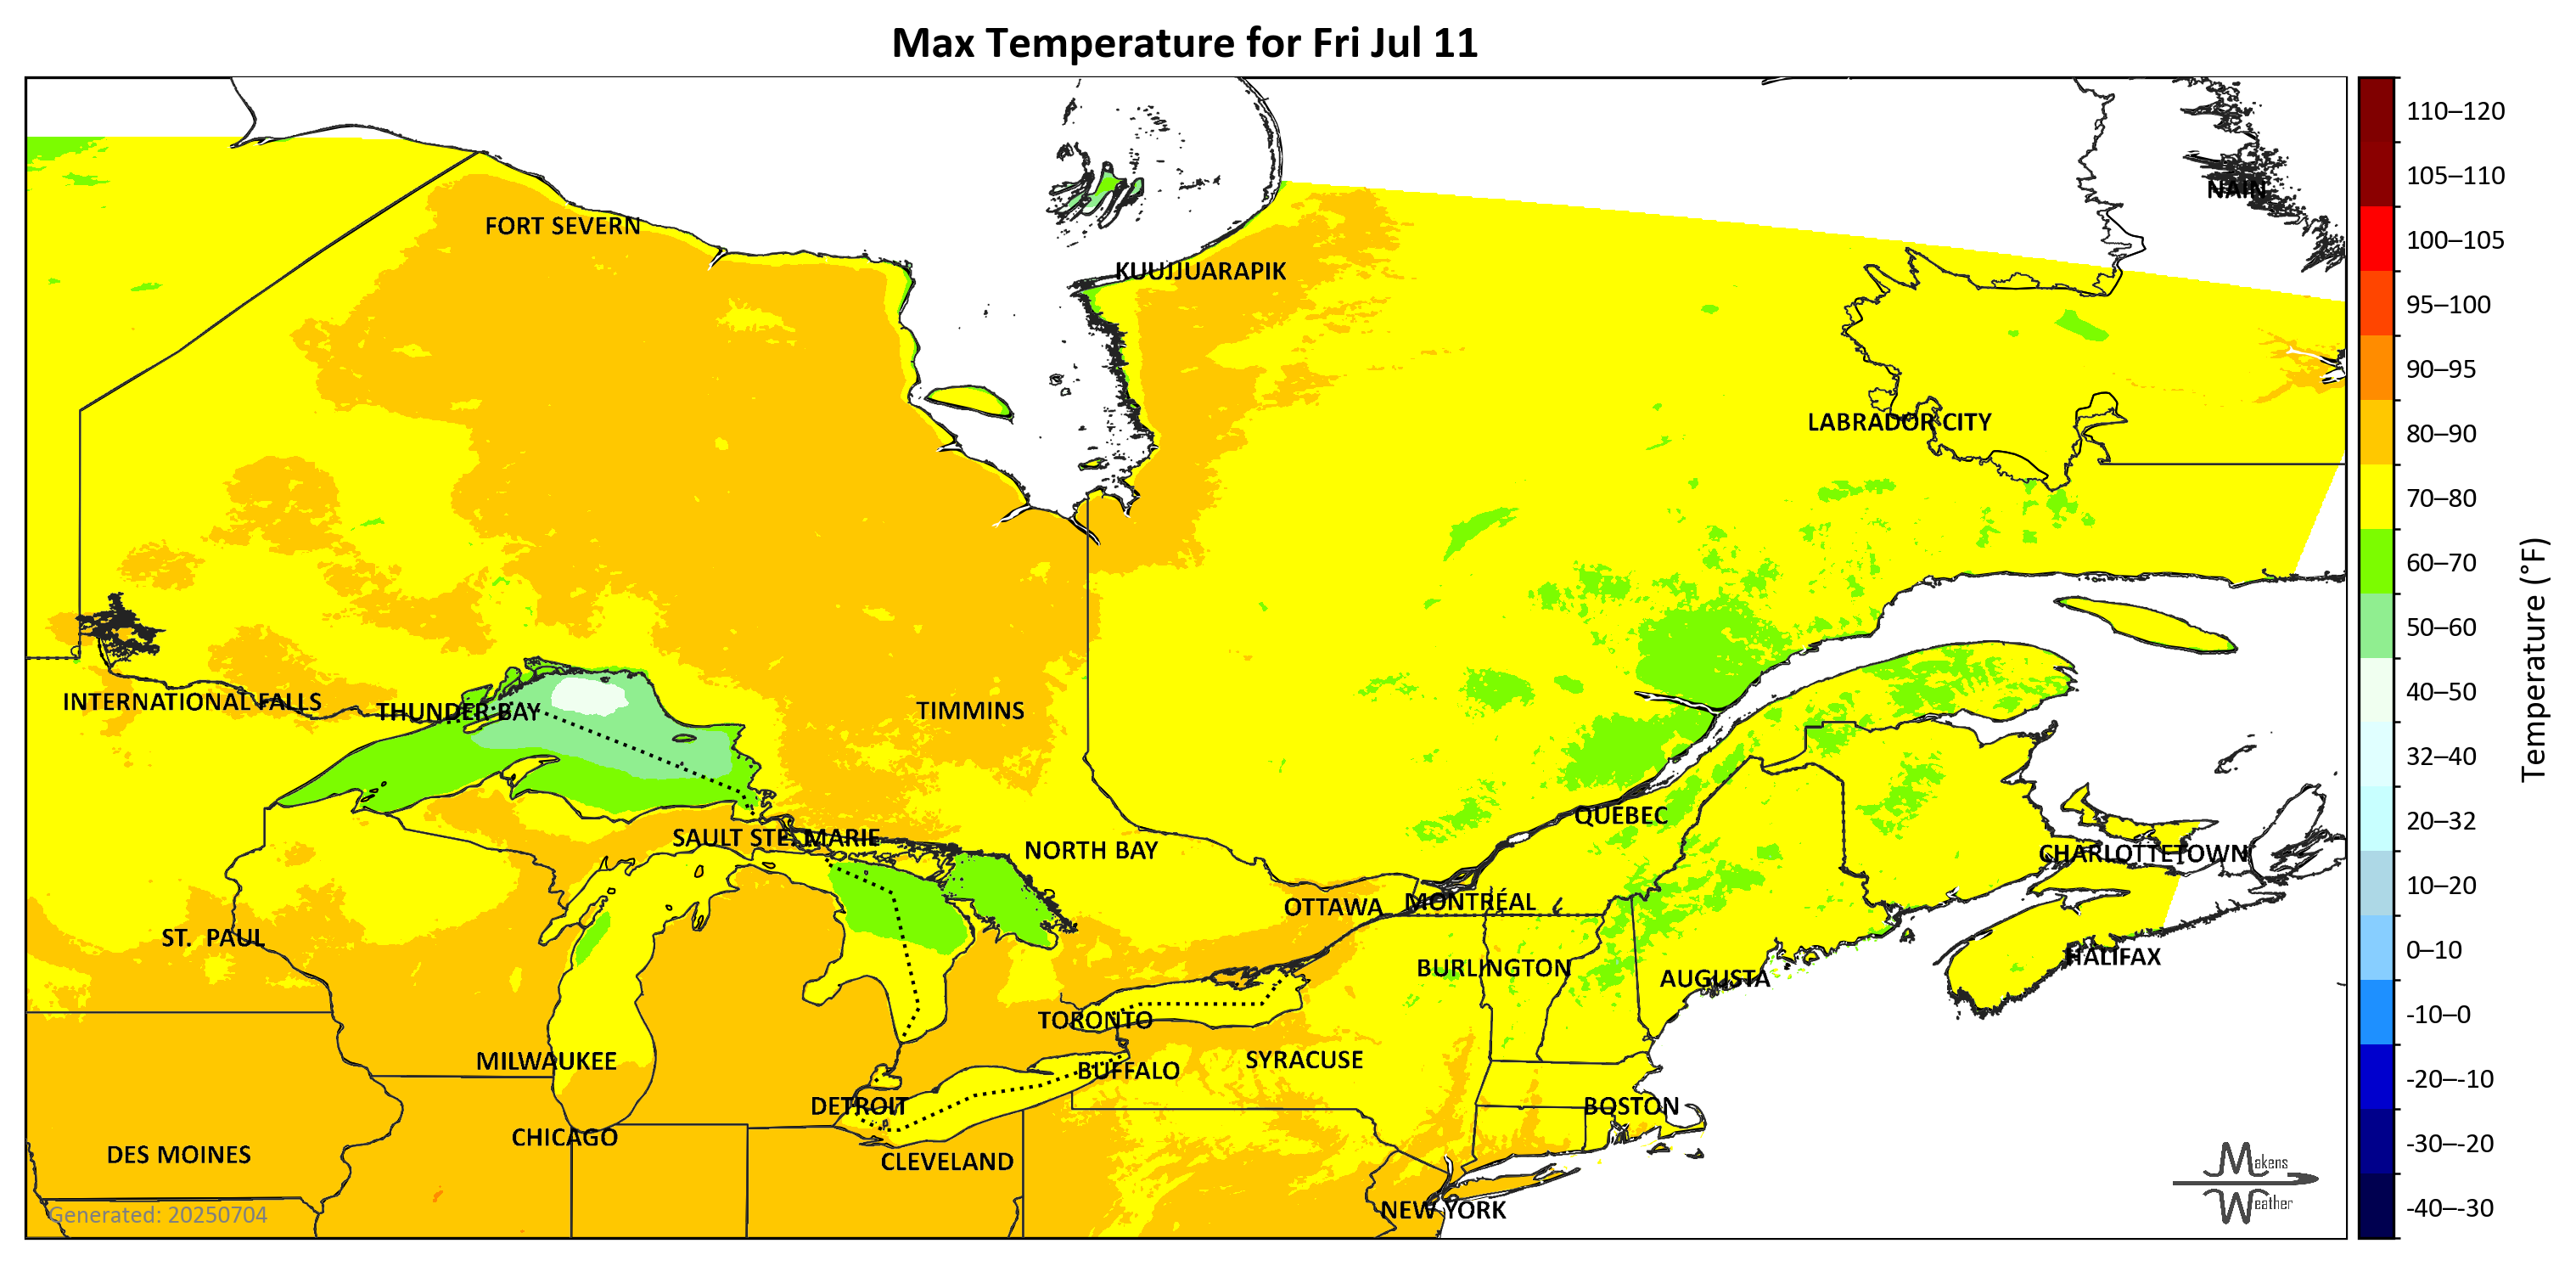 Max Temperature for Fri Jul 11
NAIN
FORT SEVERN
KUUJJUARAPIK
LABRADOR CITY
INTERNATIONAL FALLS
THUNDER BAY
TIMMINS
QUÉBEC
SAULT STE. MARIE
NORTH BAY
CHARLOTTETOWN
OTTAWA
MONTRÉAL
ST. PAUL
BURLINGTON
AUGUSTA
HALIFAX
TORONTO
MILWAUKEE
SYRACUSE
BUFFALO
DETROIT
BOSTON
CHICAGO
DES MOINES
CLEVELAND
NEW YORK
Generated: 20250704
Makens
Weather
110–120
105–110
100–105
95–100
90–95
80–90
70–80
60–70
50–60
40–50
32–40
20–32
10–20
0–10
-10–0
-20–-10
-30–-20
-40–-30
Temperature (°F)